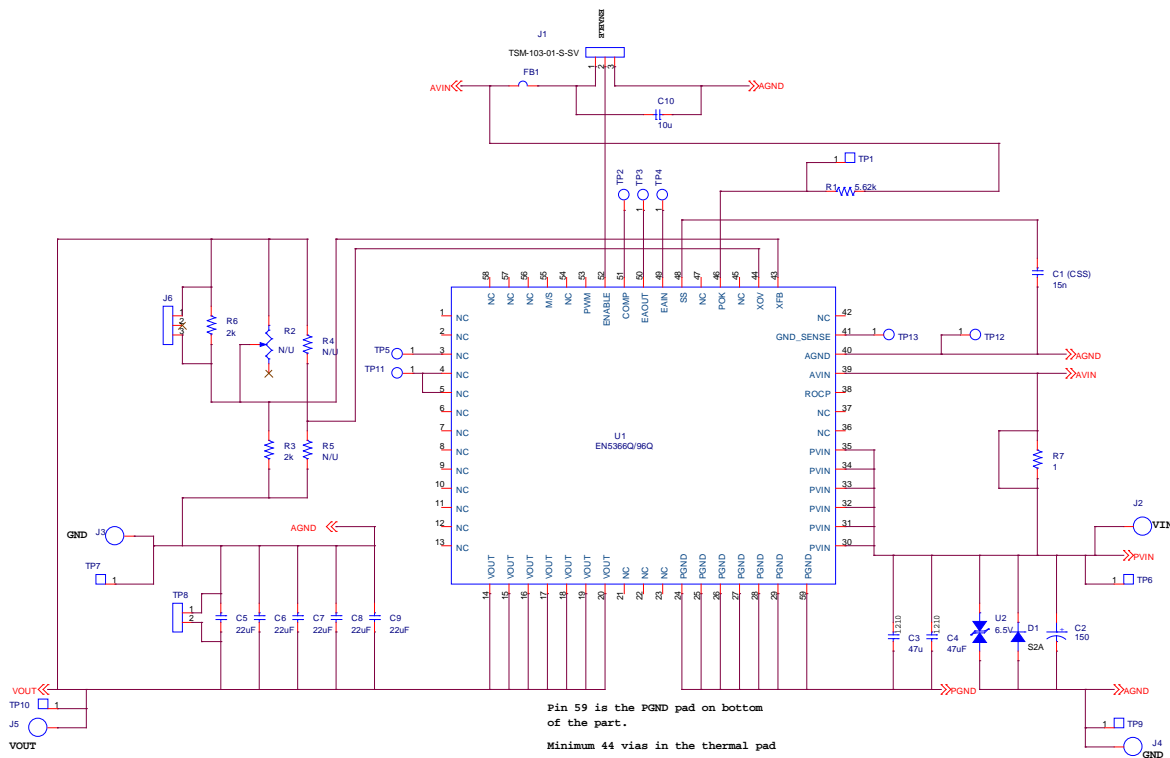 ENABLE
J1
TSM-103-01-S-SV
1 2 3
FB1
AVIN
AGND
C10
10u
1 TP1
R1 5.62k
TP2 TP3 TP4
1 1 1
C1 (CSS)
15n
58 57 56 55 54 53 52 51 50 49 48 47 46 45 44 43
NC NC NC M/S NC PWM ENABLE COMP EAOUT EAIN SS NC POK NC XOV XFB
J6
1
2
3
R6
2k
R2
N/U
R4
N/U
R3
2k
R5
N/U
TP5 1
TP11 1
1 NC
2 NC
3 NC
4 NC
5 NC
6 NC
7 NC
8 NC
9 NC
10 NC
11 NC
12 NC
13 NC
U1
EN5366Q/96Q
NC 42
GND_SENSE 41
AGND 40
AVIN 39
ROCP 38
NC 37
NC 36
PVIN 35
PVIN 34
PVIN 33
PVIN 32
PVIN 31
PVIN 30
1 TP13
1 TP12
AGND
AVIN
R7
1
J2
VIN
PVIN
1 TP6
VOUT VOUT VOUT VOUT VOUT VOUT VOUT NC NC NC PGND PGND PGND PGND PGND PGND PGND
14 15 16 17 18 19 20 21 22 23 24 25 26 27 28 29 59
GND J3
TP7 1
AGND
TP8
1
2
C5
22uF
C6
22uF
C7
22uF
C8
22uF
C9
22uF
1210
C3
47u
1210
C4
47uF
U2
6.5V
D1
S2A
C2
150
VOUT
TP10 1
J5
VOUT
PGND
AGND
1 TP9
J4
GND
Pin 59 is the PGND pad on bottom
of the part.
Minimum 44 vias in the thermal pad